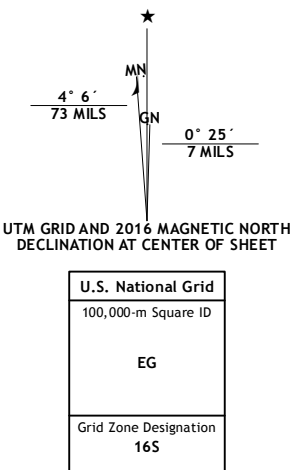 ★
MN
4° 6´
73 MILS
GN
0° 25´
7 MILS
UTM GRID AND 2016 MAGNETIC NORTH
DECLINATION AT CENTER OF SHEET
U.S. National Grid
100,000-m Square ID
EG
Grid Zone Designation
16S